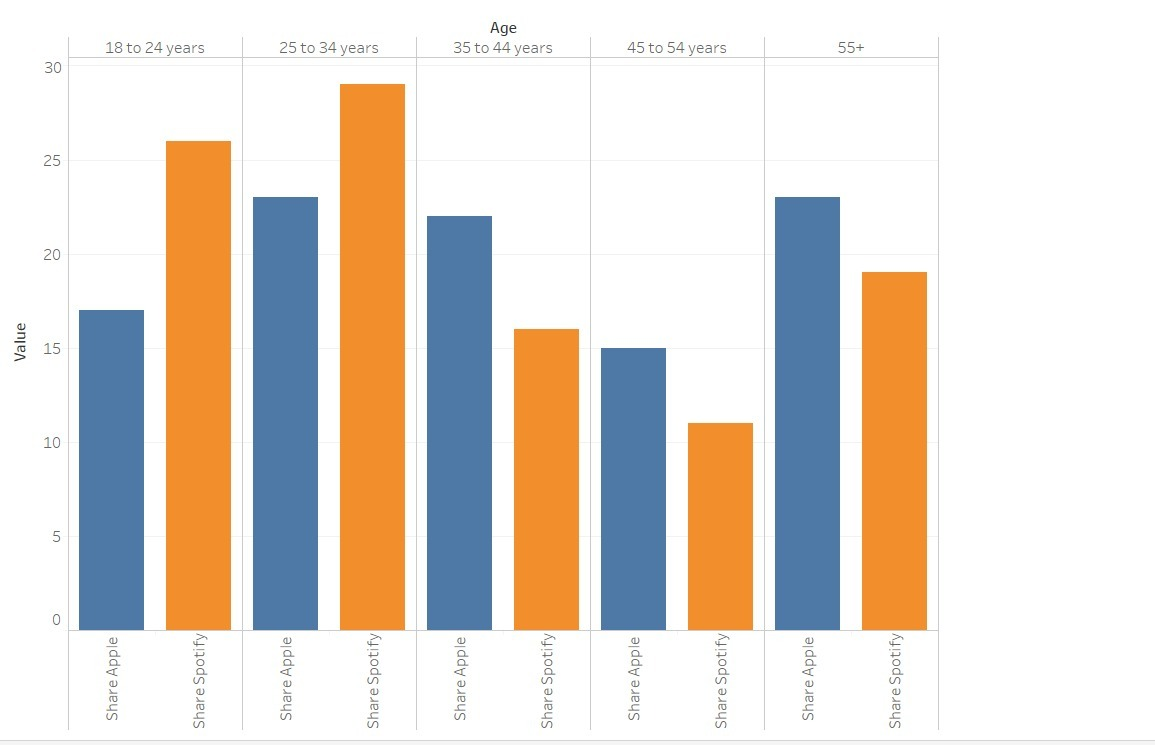 Age
18 to 24 years
25 to 34 years
35 to 44 years
45 to 54 years
55+
30
25
20
15
10
5
0
Value
Share Apple
Share Spotify
Share Apple
Share Spotify
Share Apple
Share Spotify
Share Apple
Share Spotify
Share Apple
Share Spotify